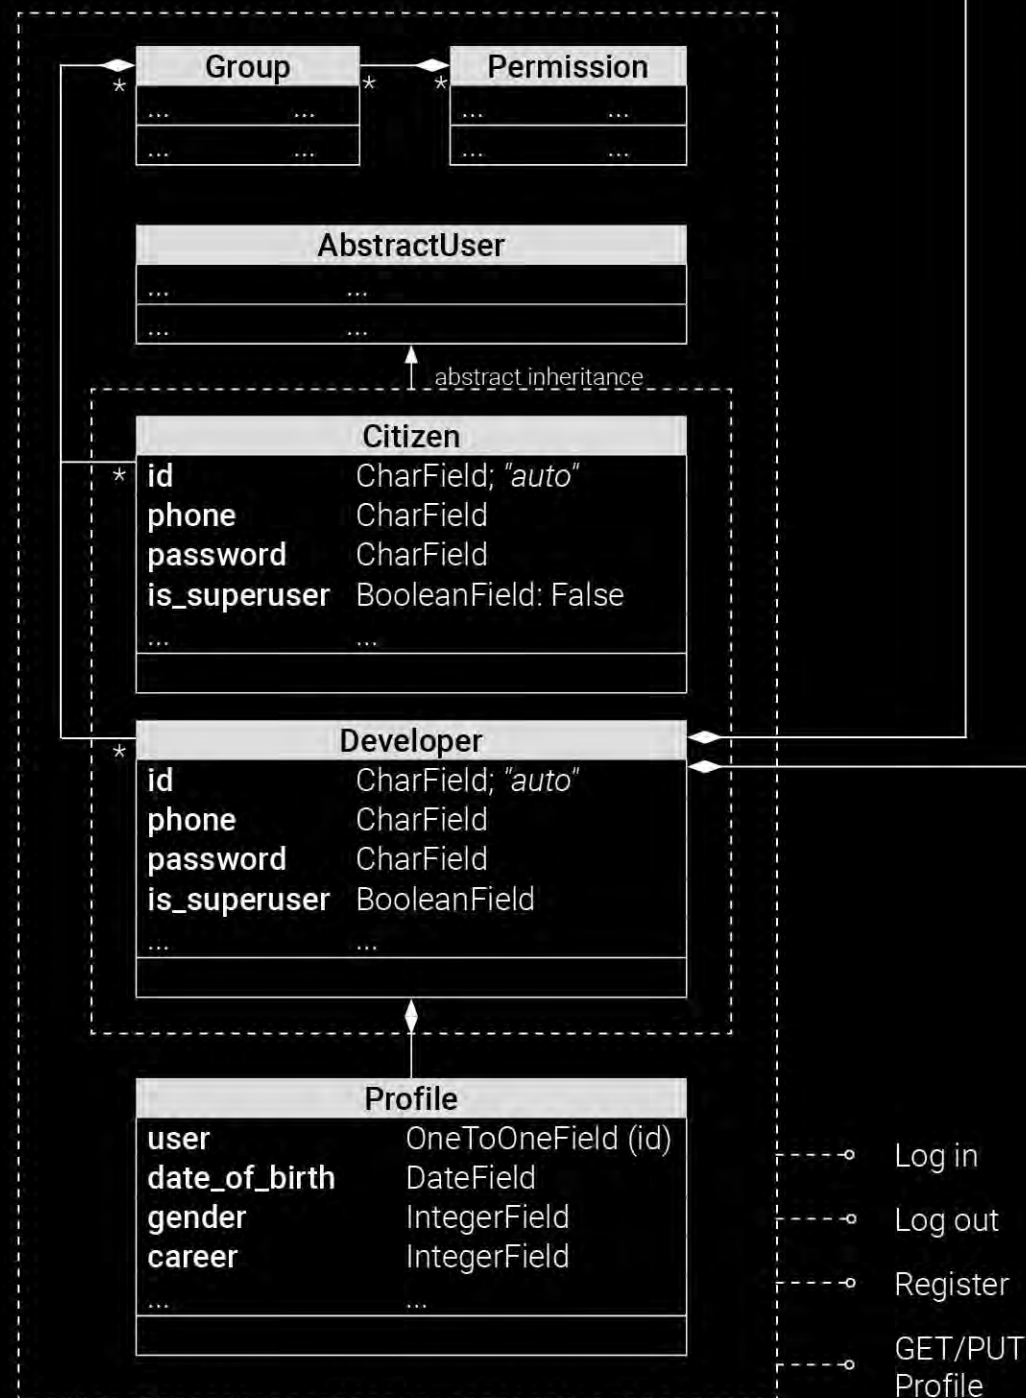 Group
Permission
* * *
... ... ... ...
... ... ... ...
AbstractUser
... ...
... ...
abstract inheritance
Citizen
* id CharField; "auto"
phone CharField
password CharField
is_superuser BooleanField: False
... ...
Developer
*
id CharField; "auto"
phone CharField
password CharField
is_superuser BooleanField
... ...
Profile
user OneToOneField (id)
date_of_birth DateField
gender IntegerField
career IntegerField
... ...
Log in
Log out
Register
GET/PUT
Profile